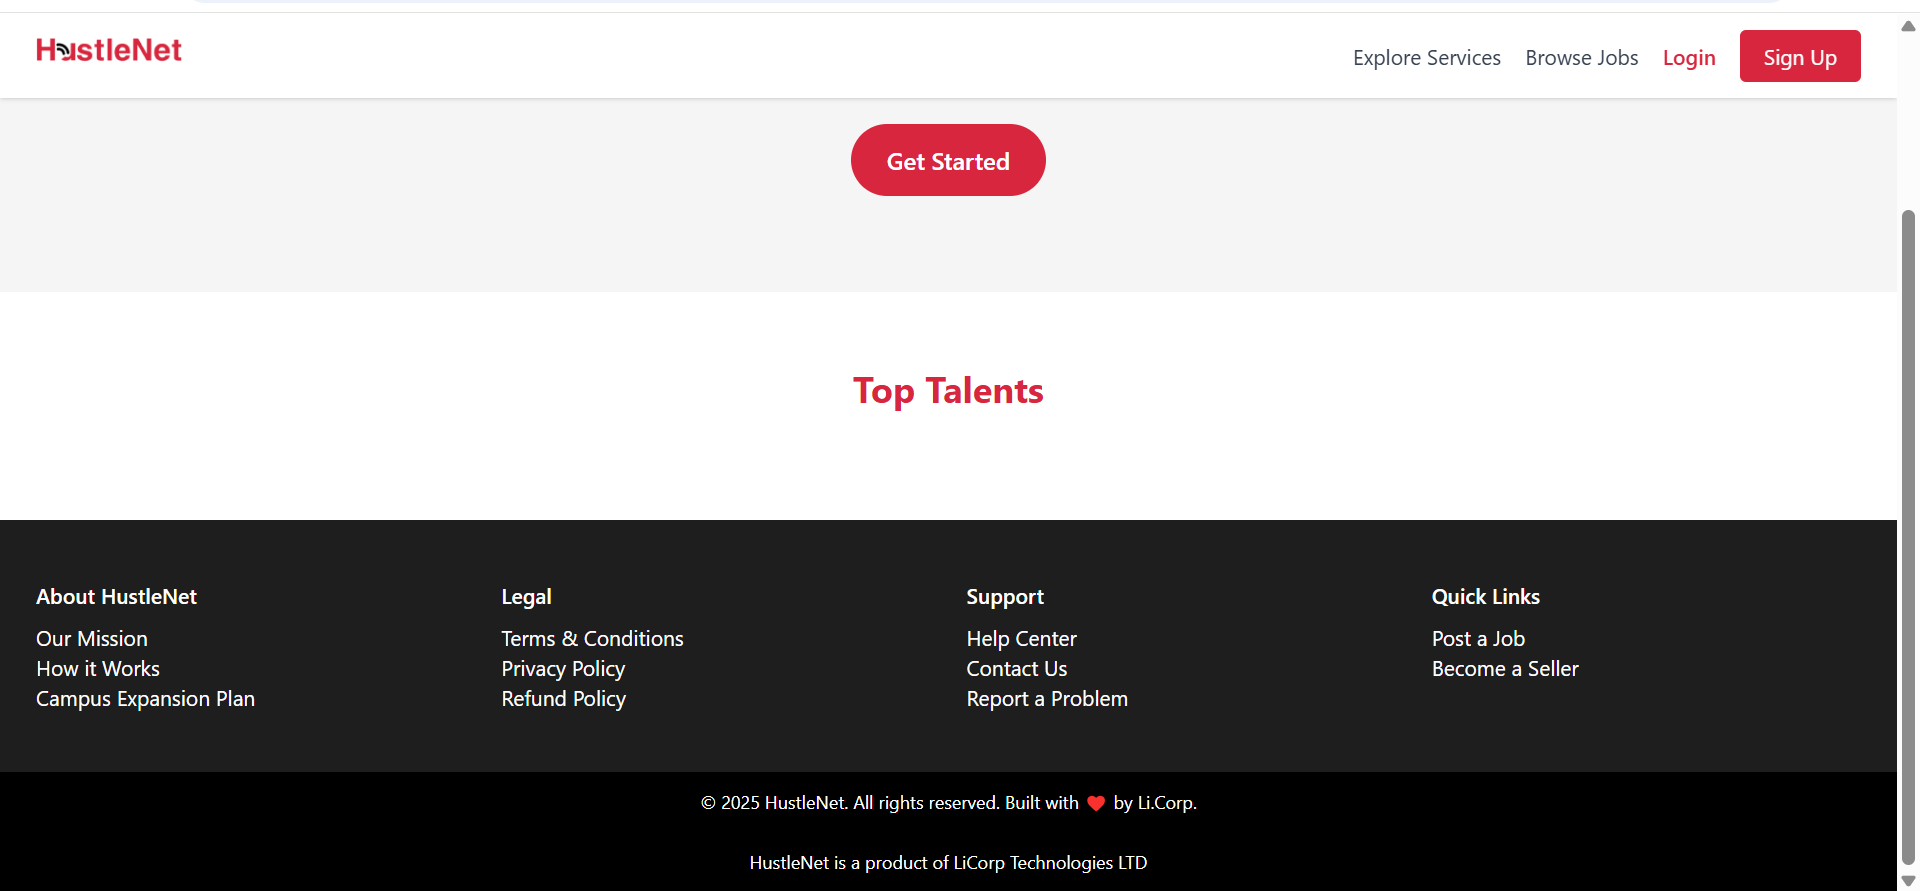 HustleNet
Explore Services Browse Jobs Login Sign Up
Get Started
Top Talents
About HustleNet
Our Mission
How it Works
Campus Expansion Plan
Legal
Terms & Conditions
Privacy Policy
Refund Policy
Support
Help Center
Contact Us
Report a Problem
Quick Links
Post a Job
Become a Seller
© 2025 HustleNet. All rights reserved. Built with ❤️ by Li.Corp.
HustleNet is a product of LiCorp Technologies LTD